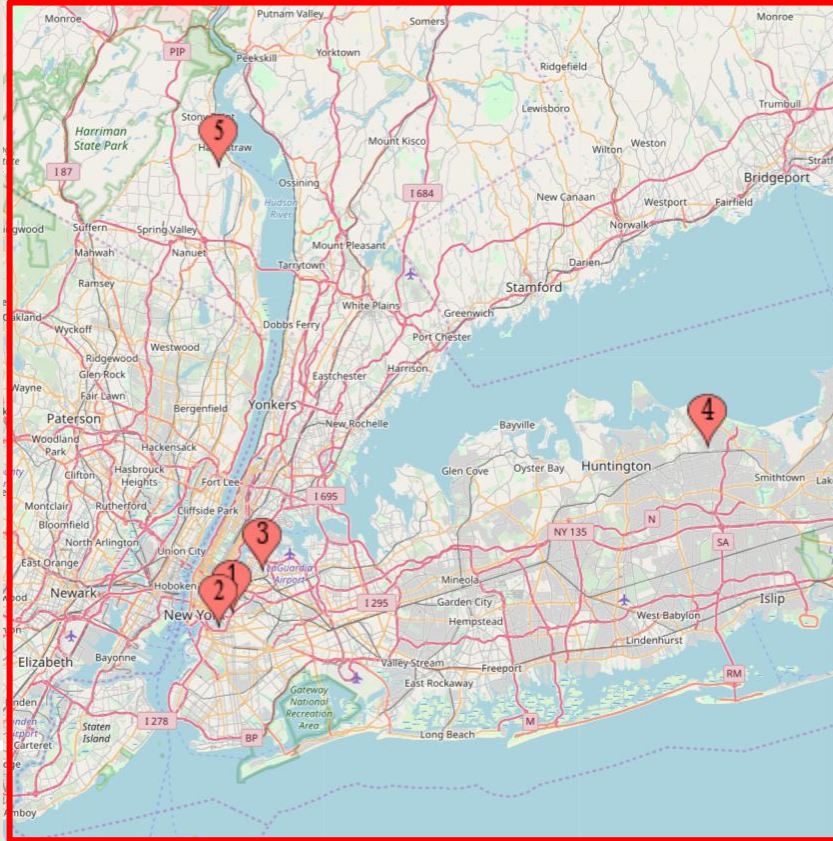 Monroe
Putnam Valley
Somers
Monroe
PIP
Peekskill
Yorktown
Ridgefield
Lewisboro
Trumbull
Harriman
State Park
5
Mount Kisco
Weston
Wilton
I 87
Ossining
I 684
New Canaan
Bridgeport
Westport
Fairfield
Hudson
River
Suffern
Spring Valley
Norwalk
Mahwah
Nanuet
Mount Pleasant
Tarrytown
Darien
Ramsey
Stamford
Oakland
White Plains
Greenwich
Wyckoff
Westwood
Dobbs Ferry
Port Chester
Ridgewood
Glen Rock
Eastchester
Harrison
Wayne
Fair Lawn
Bergenfield
Yonkers
4
Paterson
New Rochelle
Bayville
Woodland
Park
Hackensack
Glen Cove
Oyster Bay
Huntington
Clifton
Hasbrouck
Heights
Fort Lee
Smithtown
Montclair
Rutherford
Cliffside Park
I 695
Bloomfield
North Arlington
Union City
3
N
NY 135
SA
East Orange
LaGuardia
Airport
Mineola
Newark
Hoboken
1
2
I 295
Garden City
Islip
New York
Hempstead
West Babylon
Elizabeth
Bayonne
Valley Stream
Freeport
Lindenhurst
East Rockaway
RM
Gateway
National
Recreation
Area
I 278
Staten
Island
BP
M
Long Beach
Carteret
Amboy